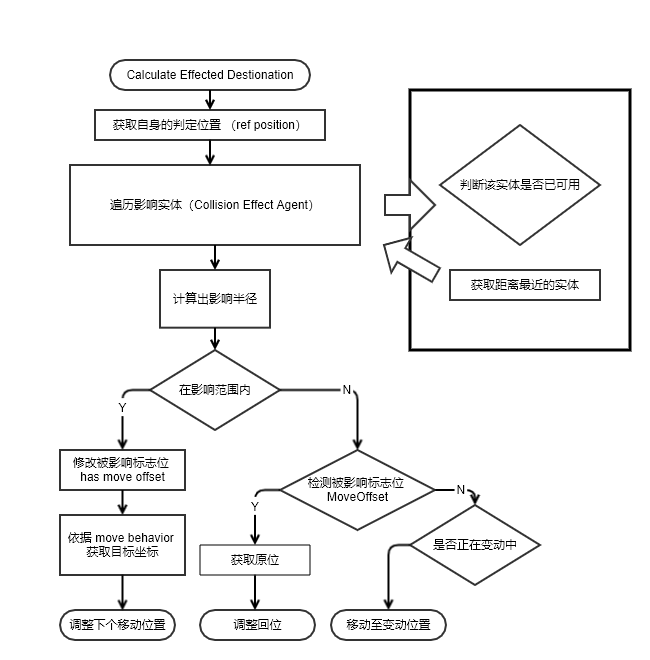 Calculate Effected Destionation
获取自身的判定位置 （ref position）
遍历影响实体（Collision Effect Agent）
判断该实体是否已可用
获取距离最近的实体
计算出影响半径
在影响范围内
Y
N
修改被影响标志位
has move offset
检测被影响标志位
MoveOffset
Y
N
依据 move behavior
获取目标坐标
获取原位
是否正在变动中
调整下个移动位置
调整回位
移动至变动位置